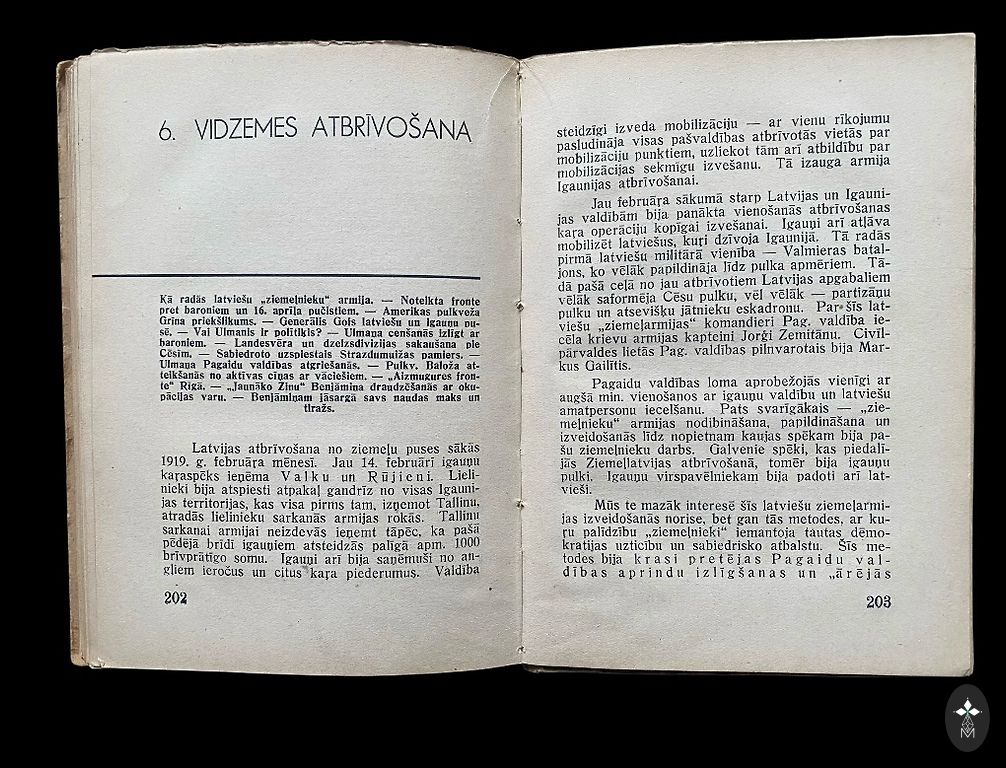 6. VIDZEMES ATBRĪVOŠANA
Kā radās latviešu „ziemeļnieku“ armija. — Noteikta fronte
pret baroniem un 16. aprīļa pučistiem. — Amerikas pulkveža
Grīna priekšlikums. — Ģenerālis Gofs latviešu un igauņu pu-
sē. — Vai Ulmanis ir politiķis? — Ulmaņa cenšanās izlīgt ar
baroniem. — Landesvēra un dzelzsdivīzijas sakaušana pie
Cēsīm. — Sabiedroto uzspiestais Strazdumuižas pamiers. —
Ulmaņa Pagaidu valdības atgriešanās. — Pulkv. Baloža at-
teikšanās no aktīvas cīņas ar vāciešiem. — „Aizmugures fron-
te“ Rīgā. — „Jaunāko Ziņu“ Benjamiņa draudzēšanās ar oku-
pācijas varu. — Benjamiņam jāsargā savs naudas maks un
tirāžs.
Latvijas atbrīvošana no ziemeļu puses sākās
1919. g. februāŗa mēnesī. Jau 14. februārī igauņu
kaŗaspēks ieņēma Valku un Rūjieni. Lieli-
nieki bija atspiesti atpakaļ gandrīz no visas Igauni-
jas territorijas, kas visa pirms tam, izņemot Tallinu,
atradās lielinieku sarkanās armijas rokās. Tallinu
sarkanai armijai neizdevās ieņemt tāpēc, ka pašā
pēdējā brīdī igauņiem atsteidzās palīgā apm. 1000
brīvprātīgo somu. Igauņi arī bija saņēmuši no an-
gļiem ieročus un citus kaŗa piederumus. Valdība
202
steidzīgi izveda mobilizāciju — ar vienu rīkojumu
pasludināja visas pašvaldības atbrīvotās vietās par
mobilizāciju punktiem, uzliekot tām arī atbildību par
mobilizācijas sekmīgu izvešanu. Tā izauga armija
Igaunijas atbrīvošanai.
Jau februāŗa sākumā starp Latvijas un Igauni-
jas valdībām bija panākta vienošanās atbrīvošanas
kaŗa operāciju kopīgai izvešanai. Igauņi arī atļāva
mobilizēt latviešus, kuŗi dzīvoja Igaunijā. Tā radās
pirmā latviešu militārā vienība — Valmieras batal-
jons, ko vēlāk papildināja līdz pulka apmēriem. Tā-
dā pašā ceļā no jau atbrīvotiem Latvijas apgabaliem
vēlāk saformēja Cēsu pulku, vēl vēlāk — partizāņu
pulku un atsevišķu jātnieku eskadronu. Par šīs lat-
viešu „ziemeļarmijas“ komandieri Pag. valdība ie-
cēla krievu armijas kapteini Jorģi Zemitānu. Civīl-
pārvaldes lietās Pag. valdības pilnvarotais bija Mar-
kus Gailītis.
Pagaidu valdības loma aprobežojās vienīgi ar
augšā min. vienošanos ar igauņu valdību un latviešu
amatpersonu iecelšanu. Pats svarīgākais — „zie-
meļnieku“ armijas nodibināšana, papildināšana un
izveidošanās līdz nopietnam kaujas spēkam bija pa-
šu ziemeļnieku darbs. Galvenie spēki, kas piedalī-
jās Ziemeļlatvijas atbrīvošanā, tomēr bija igauņu
pulki. Igauņu virspavēlniekam bija padoti arī lat-
vieši.
Mūs te mazāk interesē šīs latviešu ziemeļarmi-
jas izveidošanās norise, bet gan tās metodes, ar ku-
ŗu palīdzību „ziemeļnieki“ iemantoja tautas dēmo-
kratijas uzticību un sabiedrisko atbalstu. Šīs me-
todes bija krasi pretējas Pagaidu val-
dības aprindu izlīgšanas un „ārējās
203
M